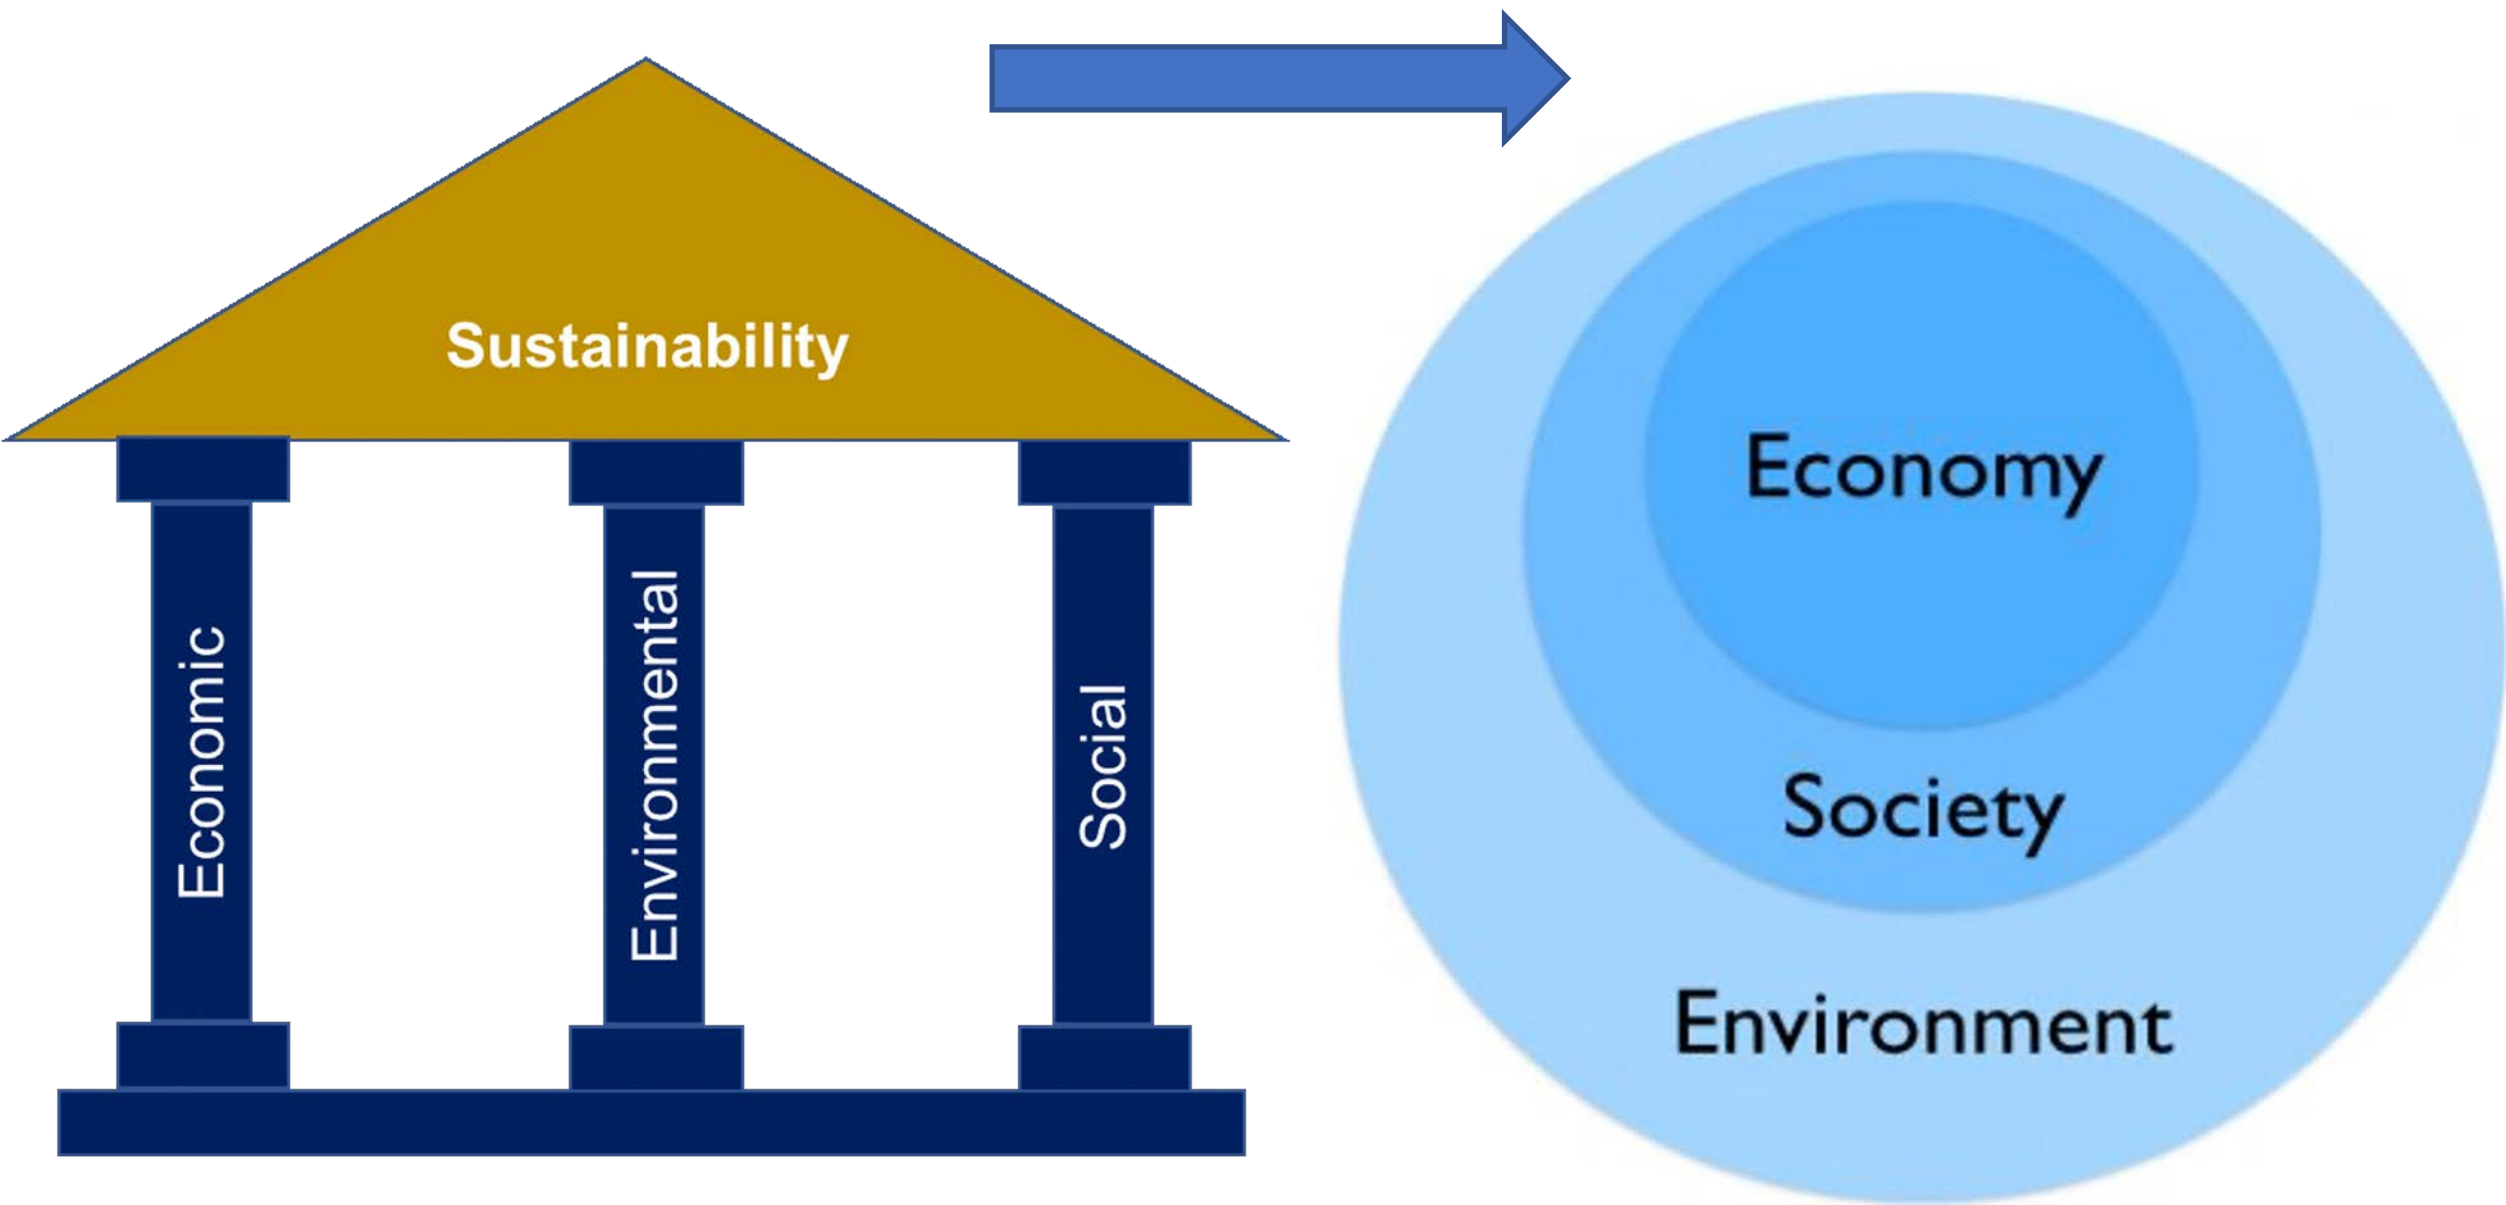 Sustainability
Economic
Environmental
Social
Economy
Society
Environment